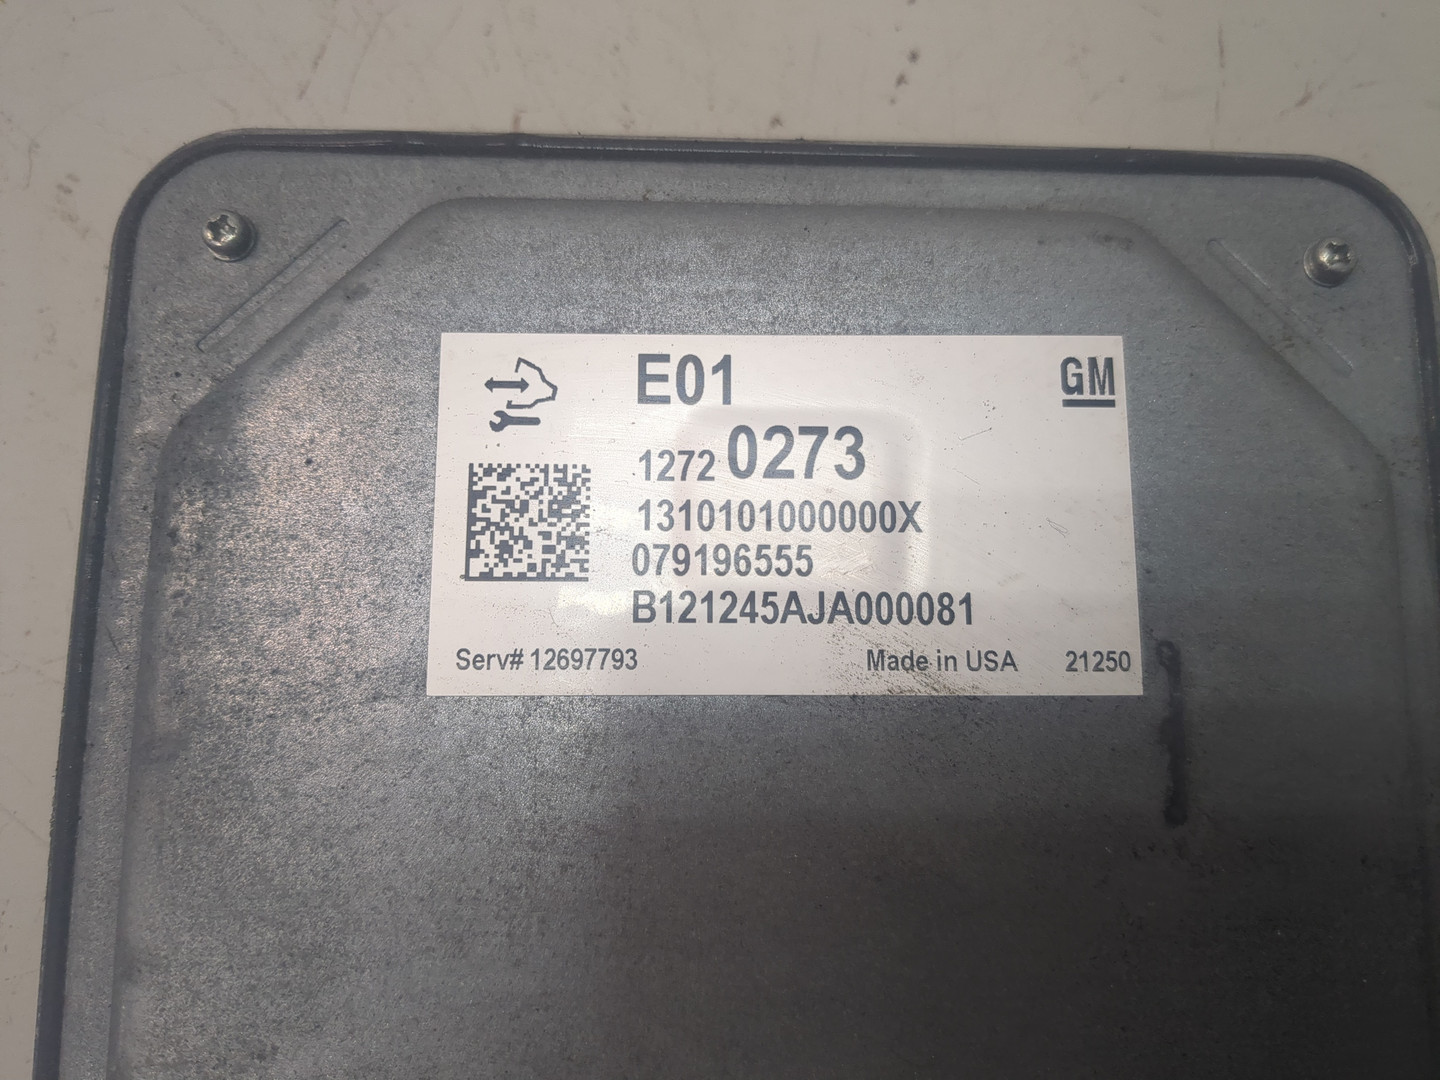 E01
GM
1272 0273
1310101000000X
079196555
B121245AJA000081
Serv# 12697793
Made in USA 21250